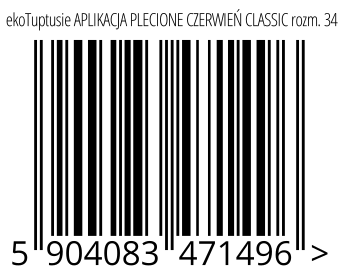 ekoTuptusie APLIKACJA PLECIONE CZERWIEŃ CLASSIC rozm. 34
5 904083 471496 >